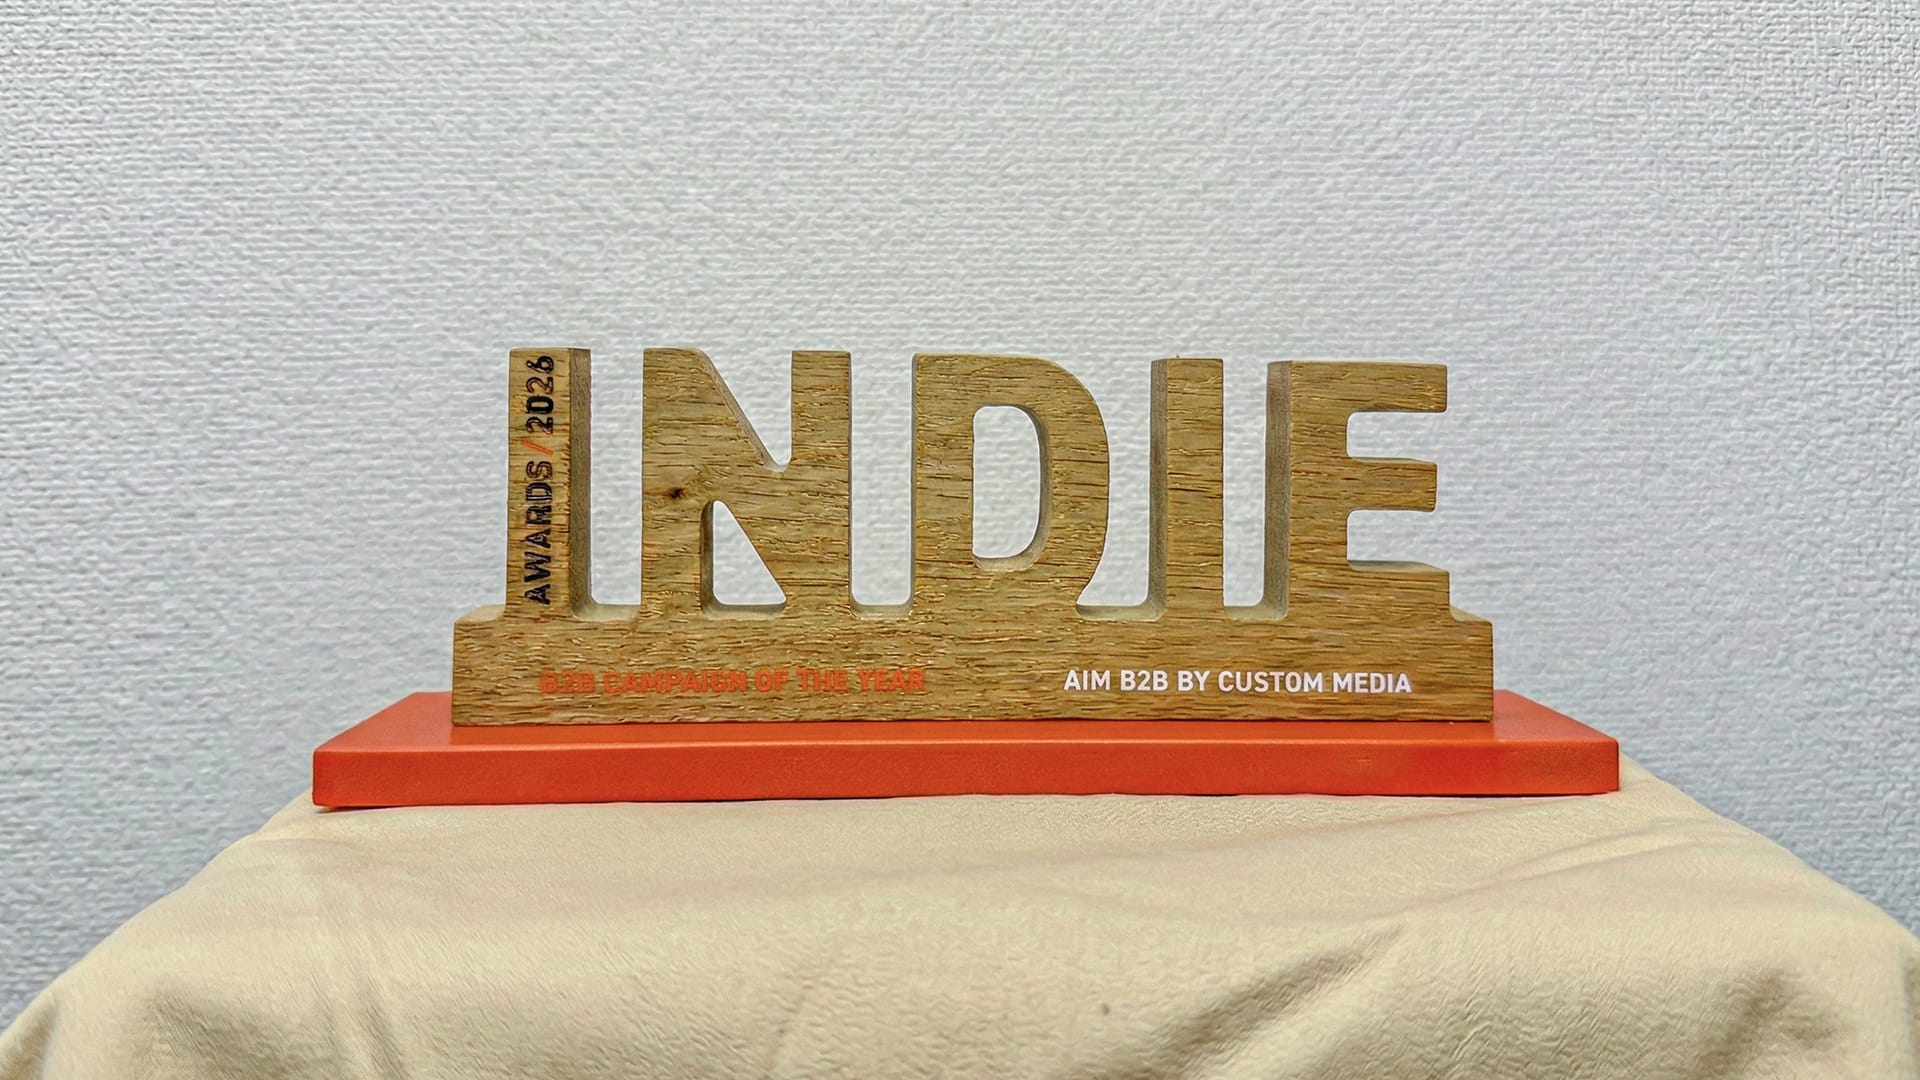 INDIE
AWARDS / 2026
B2B CAMPAIGN OF THE YEAR
AIM B2B BY CUSTOM MEDIA